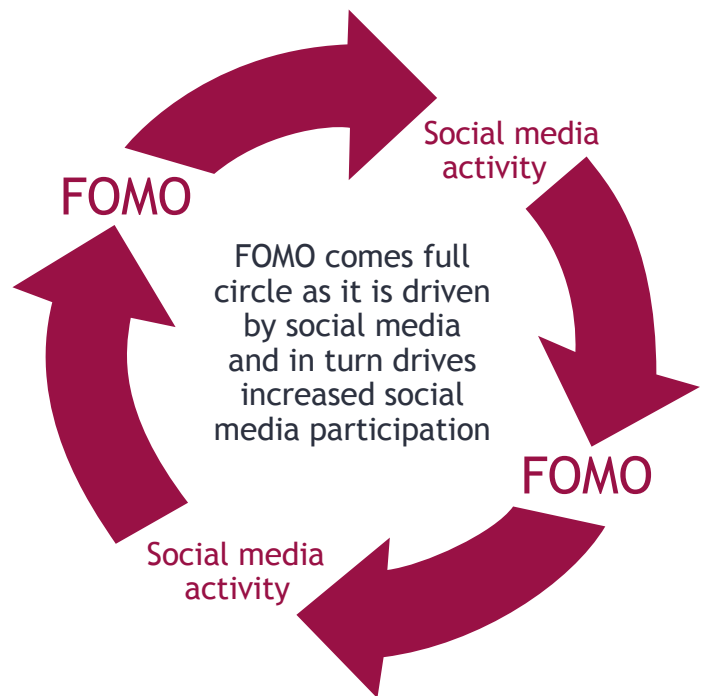 Social media
activity
FOMO
FOMO comes full
circle as it is driven
by social media
and in turn drives
increased social
media participation
FOMO
Social media
activity